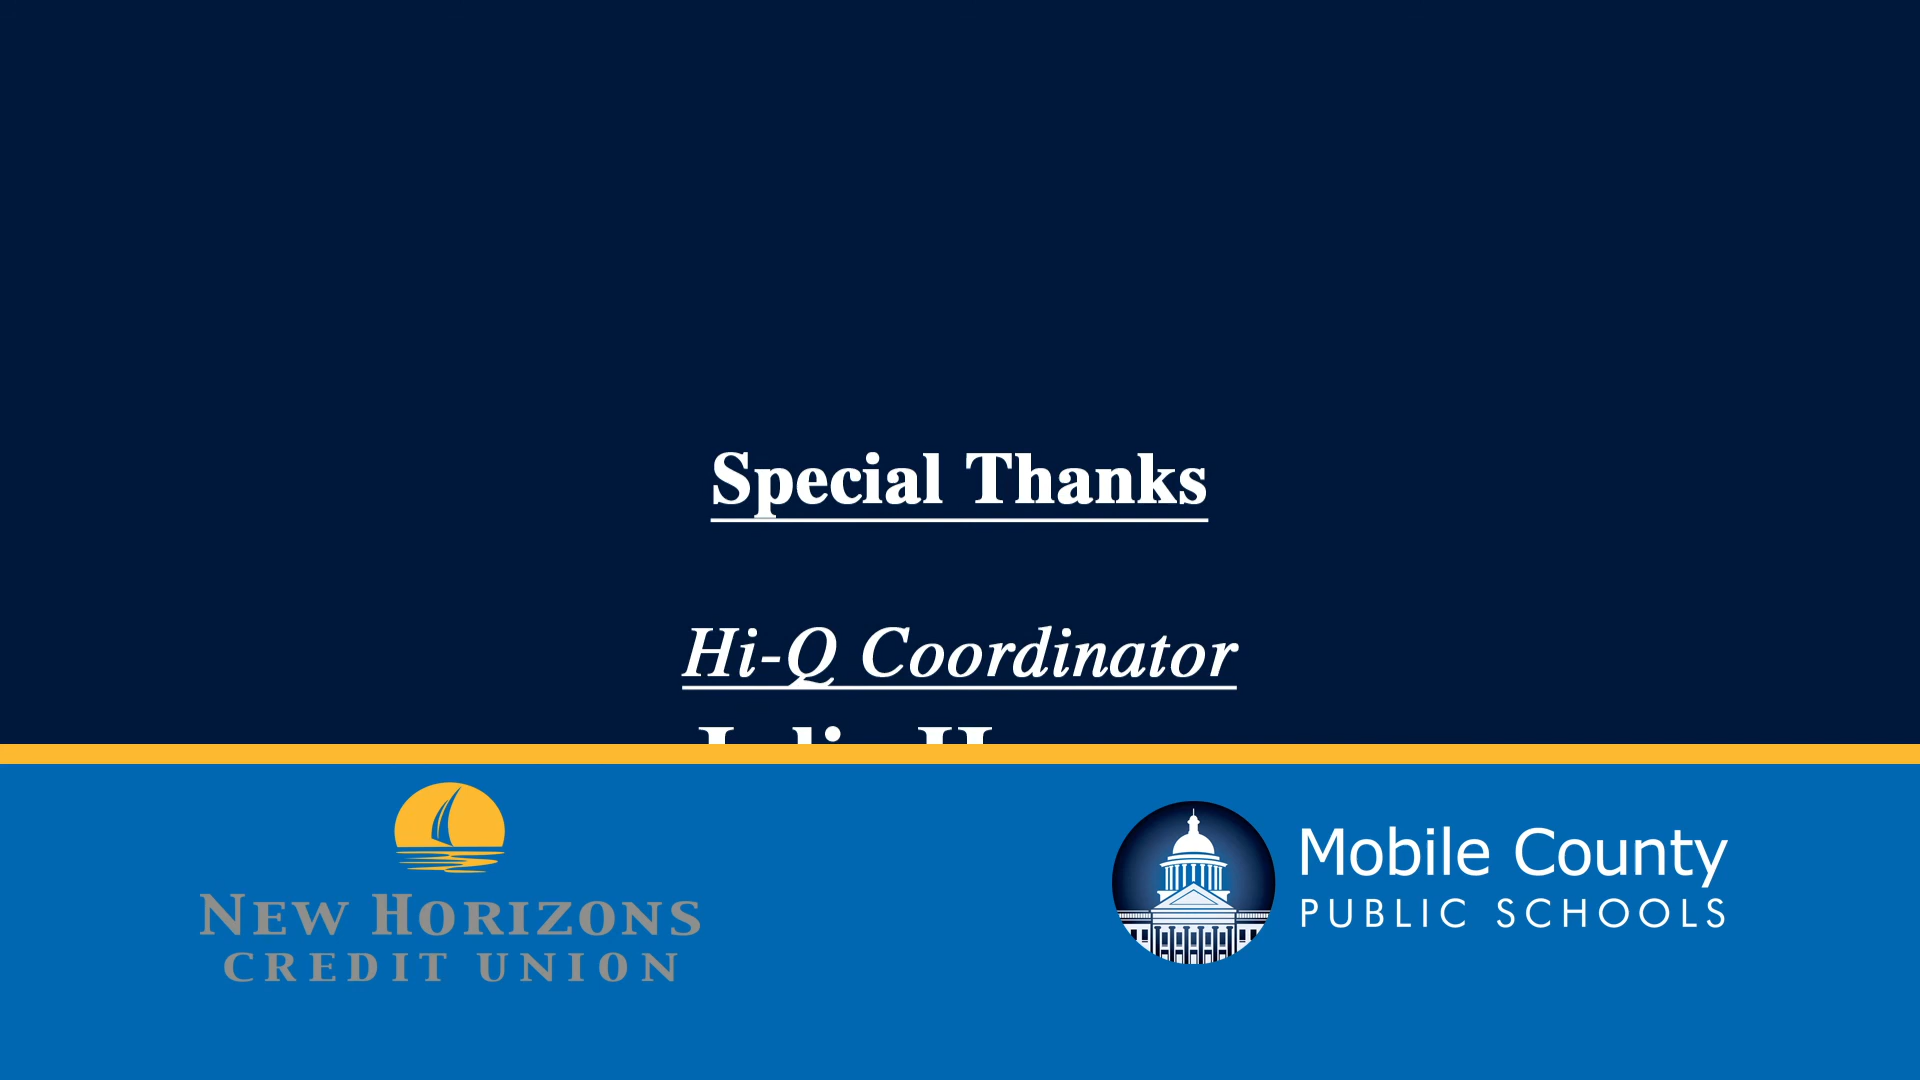 Special Thanks
Hi-Q Coordinator
NEW HORIZONS
CREDIT UNION
Mobile County
PUBLIC SCHOOLS